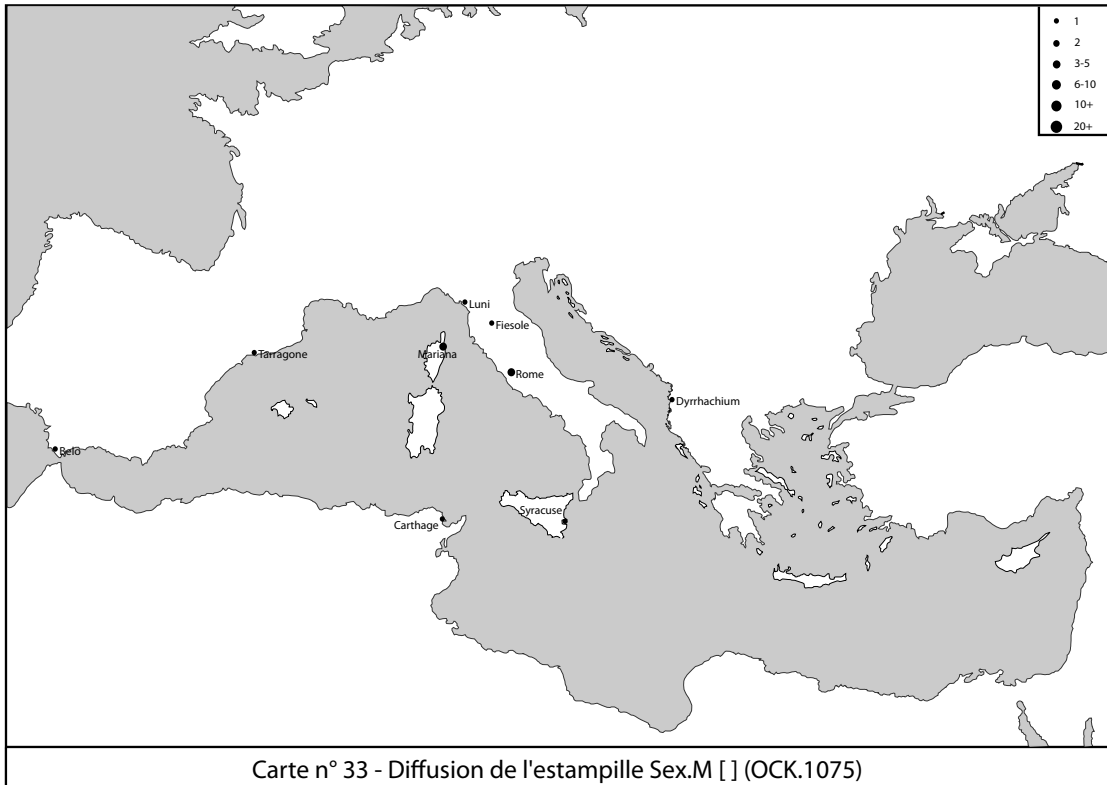 1
2
3-5
6-10
10+
20+
Luni
Fiesole
Tarragone
Mariana
Rome
Dyrrhachium
Belo
Syracuse
Carthage
Carte n° 33 - Diffusion de l'estampille Sex.M [ ] (OCK.1075)